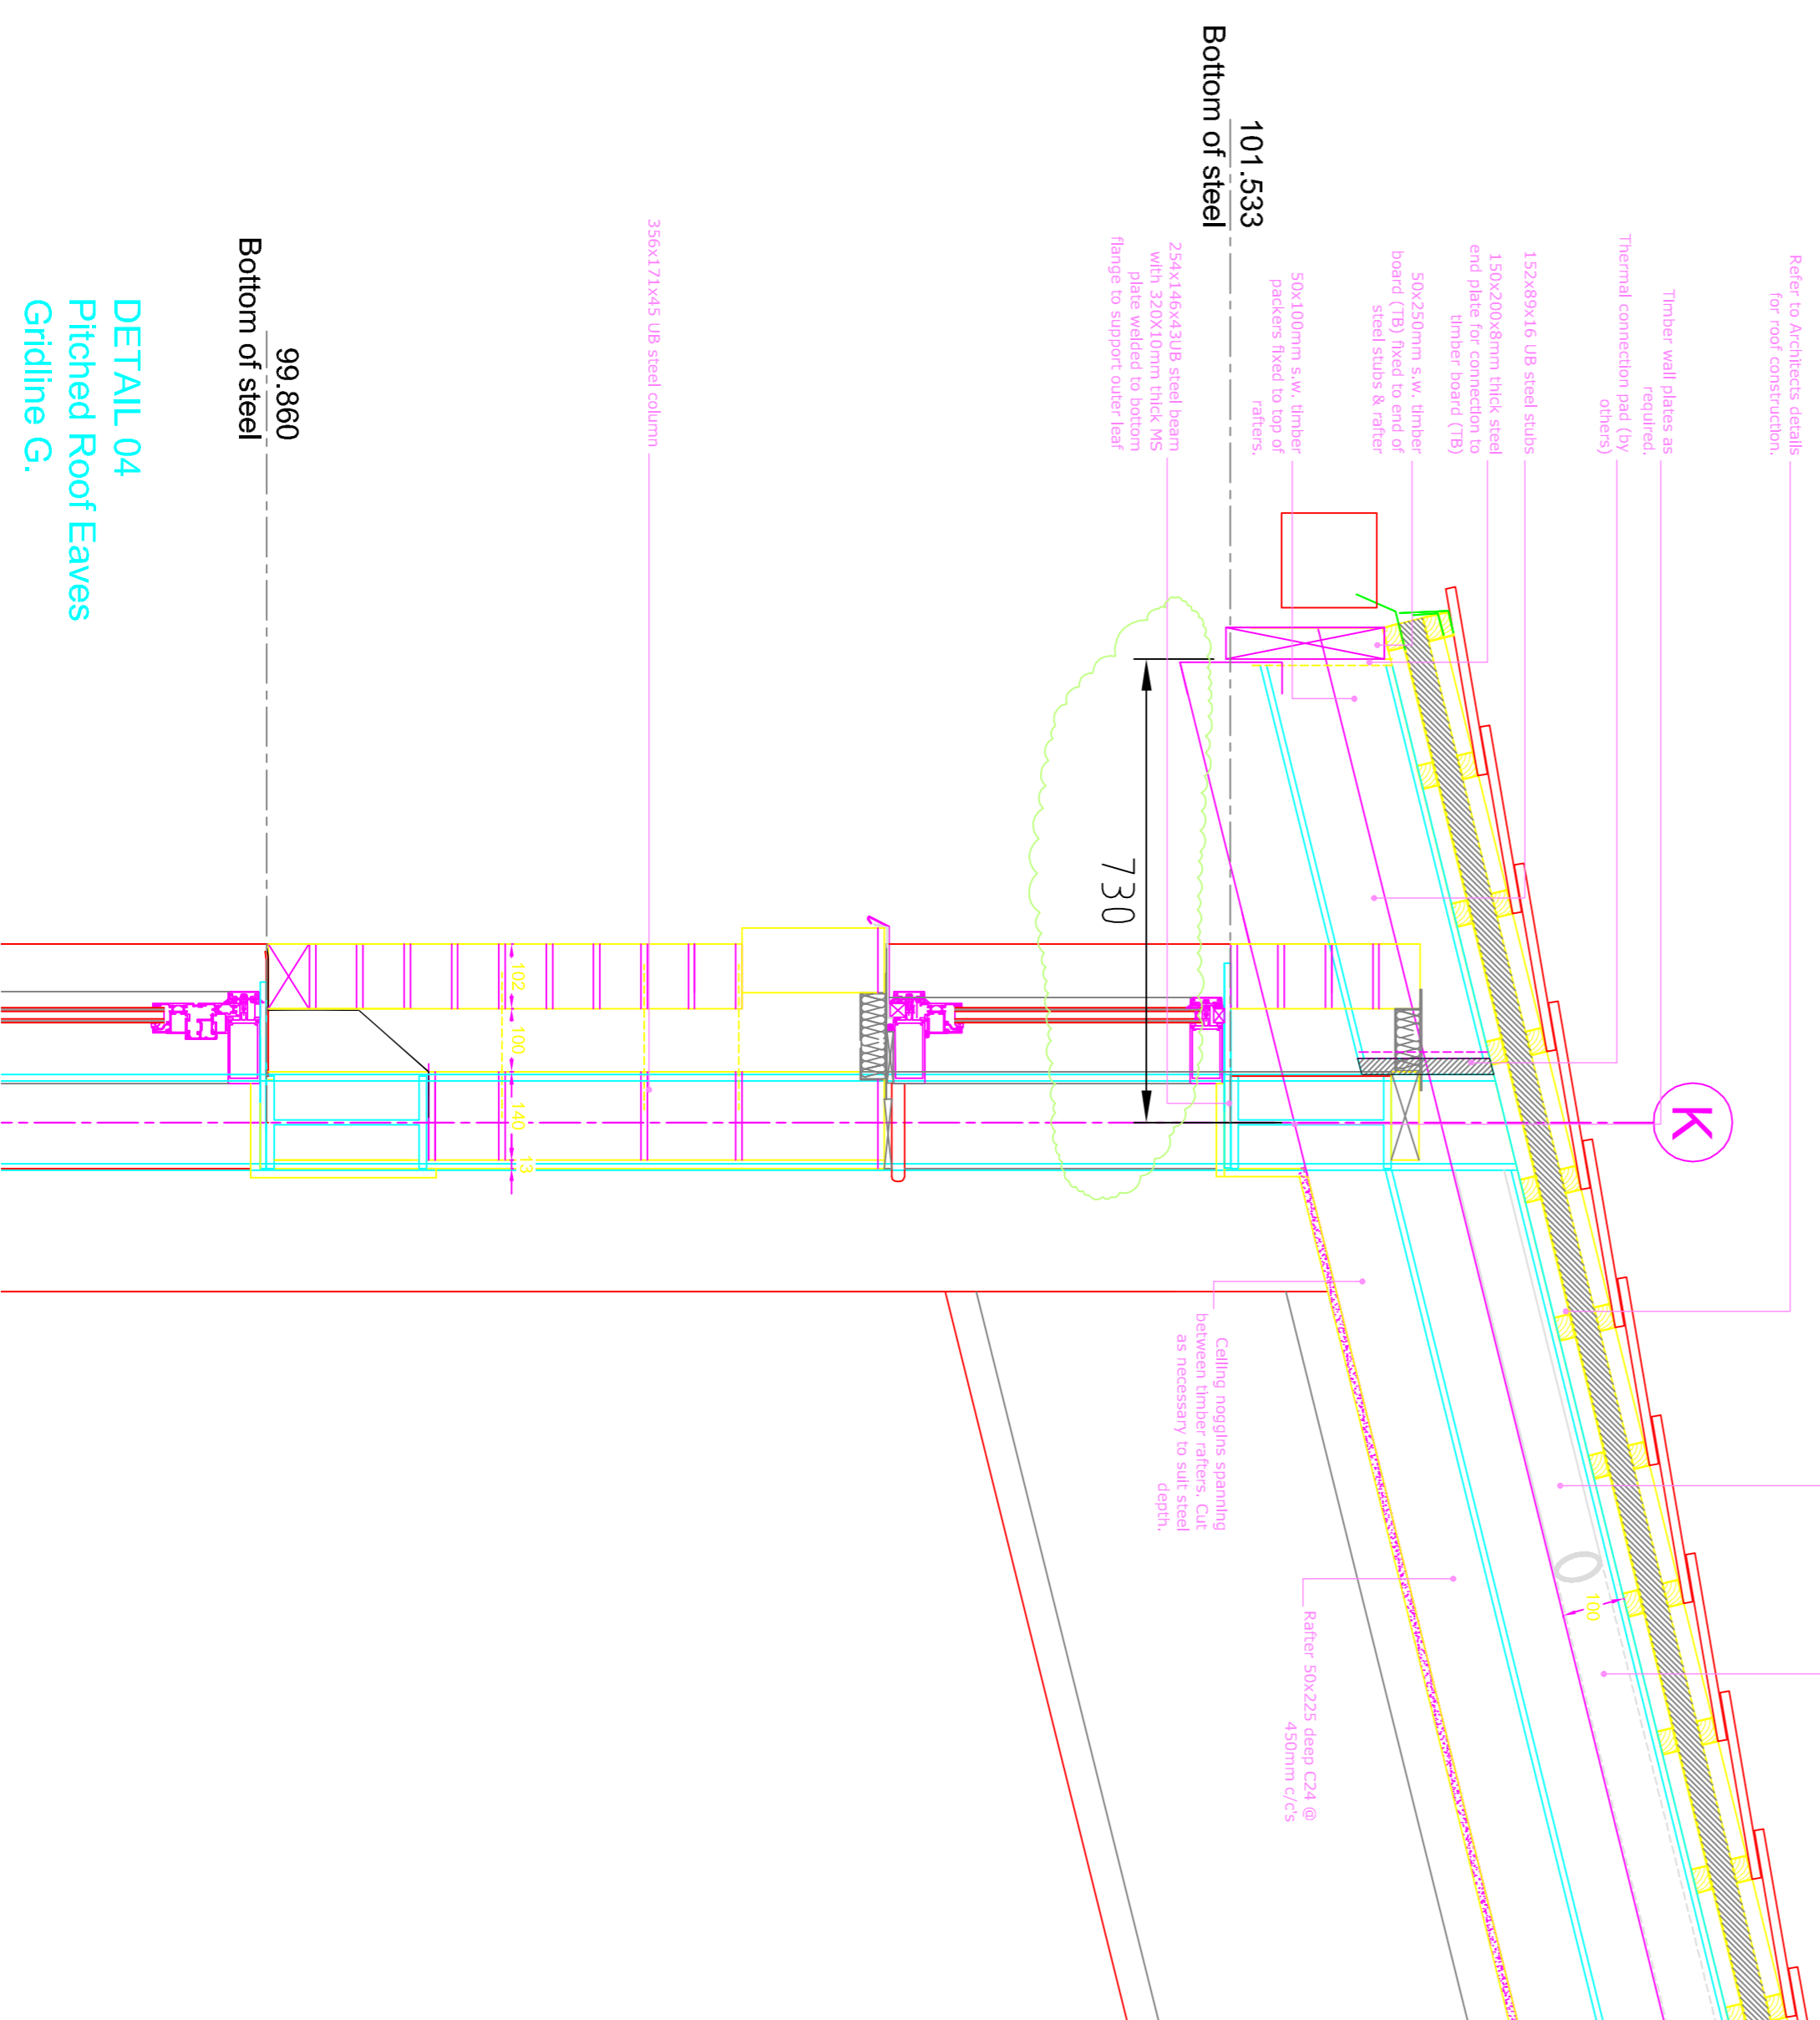 Refer to Architects details
for roof construction.
Timber wall plates as
required.
Thermal connection pad (by
others)
152x89x16 UB steel stubs
150x200x8mm thick steel
end plate for connection to
timber board (TB)
50x250mm s.w. timber
board (TB) fixed to end of
steel stubs & rafter
50x100mm s.w. timber
packers fixed to top of
rafters.
101.533
Bottom of steel
254x146x43UB steel beam
with 320X10mm thick MS
plate welded to bottom
flange to support outer leaf
356x171x45 UB steel column
99.860
Bottom of steel
K
730
100
102
100
140
13
Ceiling noggins spanning
between timber rafters. Cut
as necessary to suit steel
depth.
Rafter 50x225 deep C24 @
450mm c/c's
DETAIL 04
Pitched Roof Eaves
Gridline G.